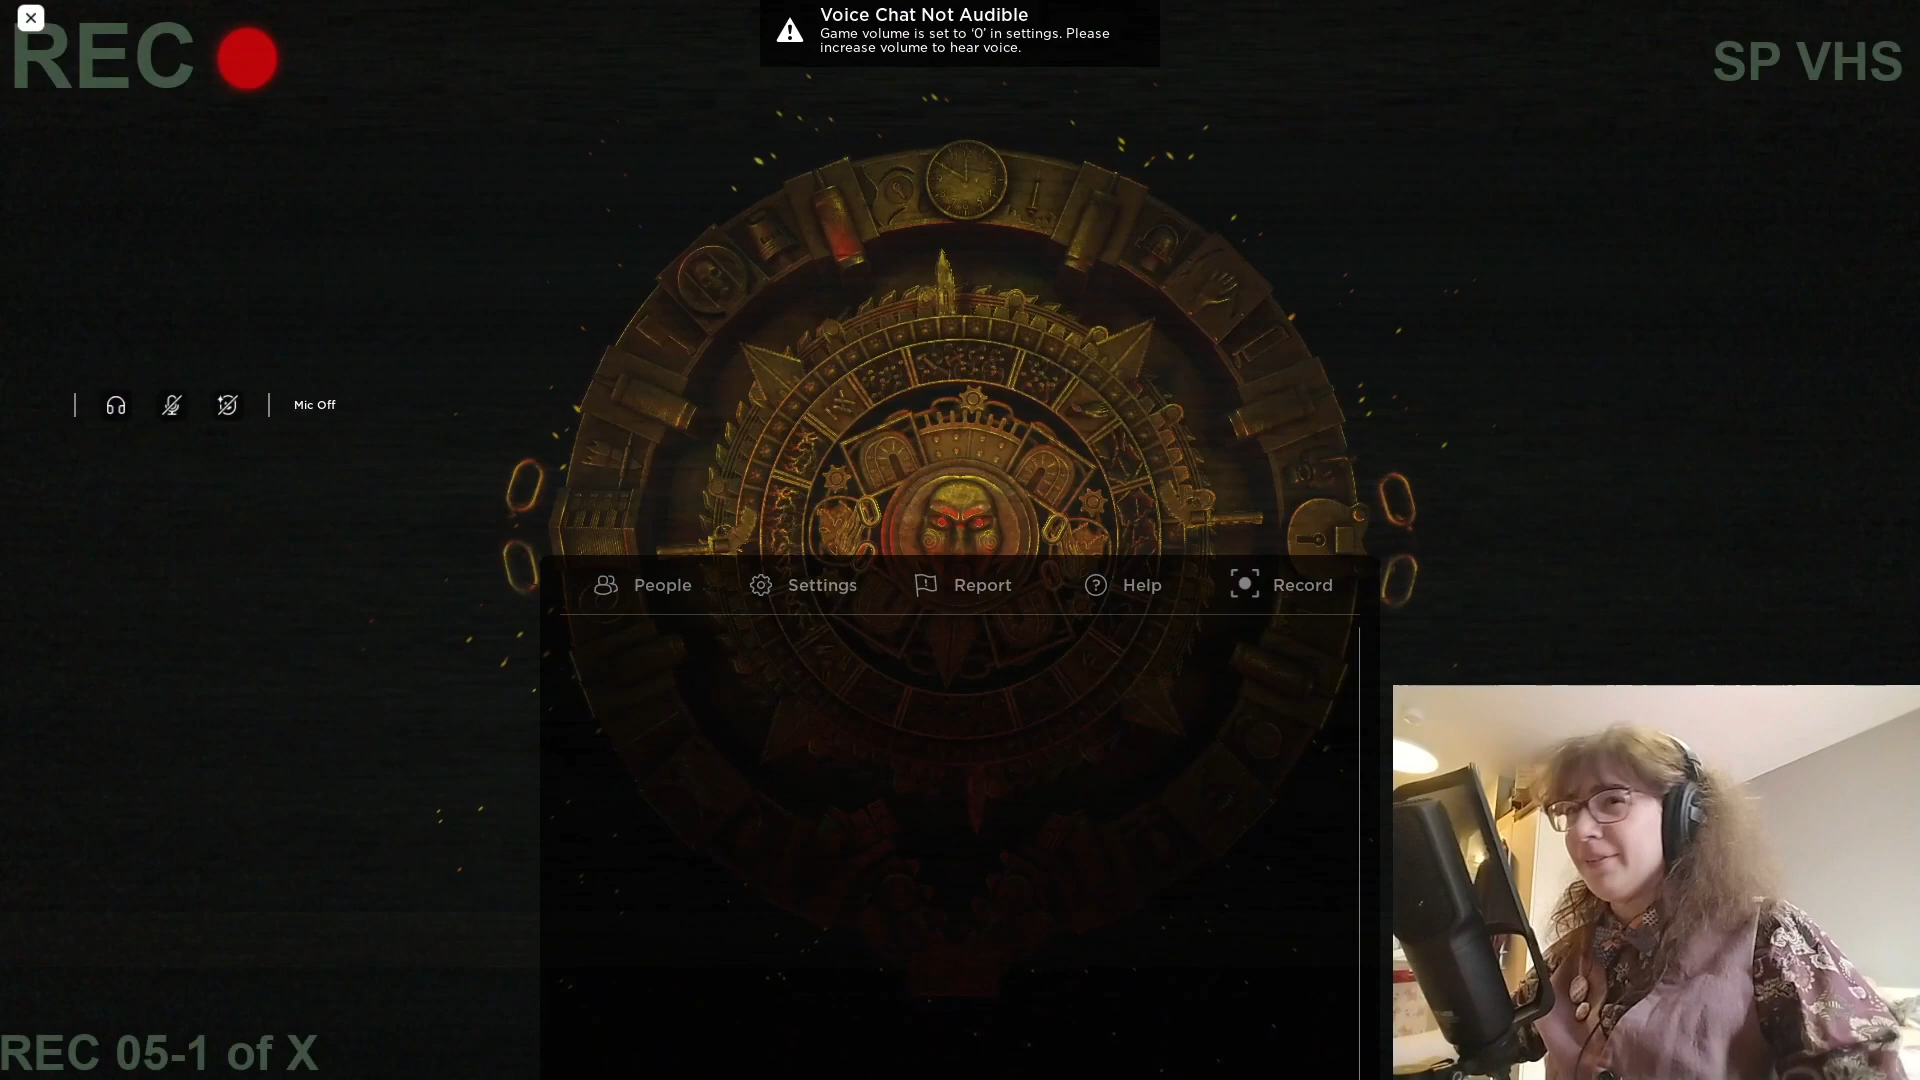 REC
Voice Chat Not Audible
Game volume is set to '0' in settings. Please
increase volume to hear voice.
SP VHS
Mic Off
People
Settings
Report
Help
Record
REC 05-1 of X